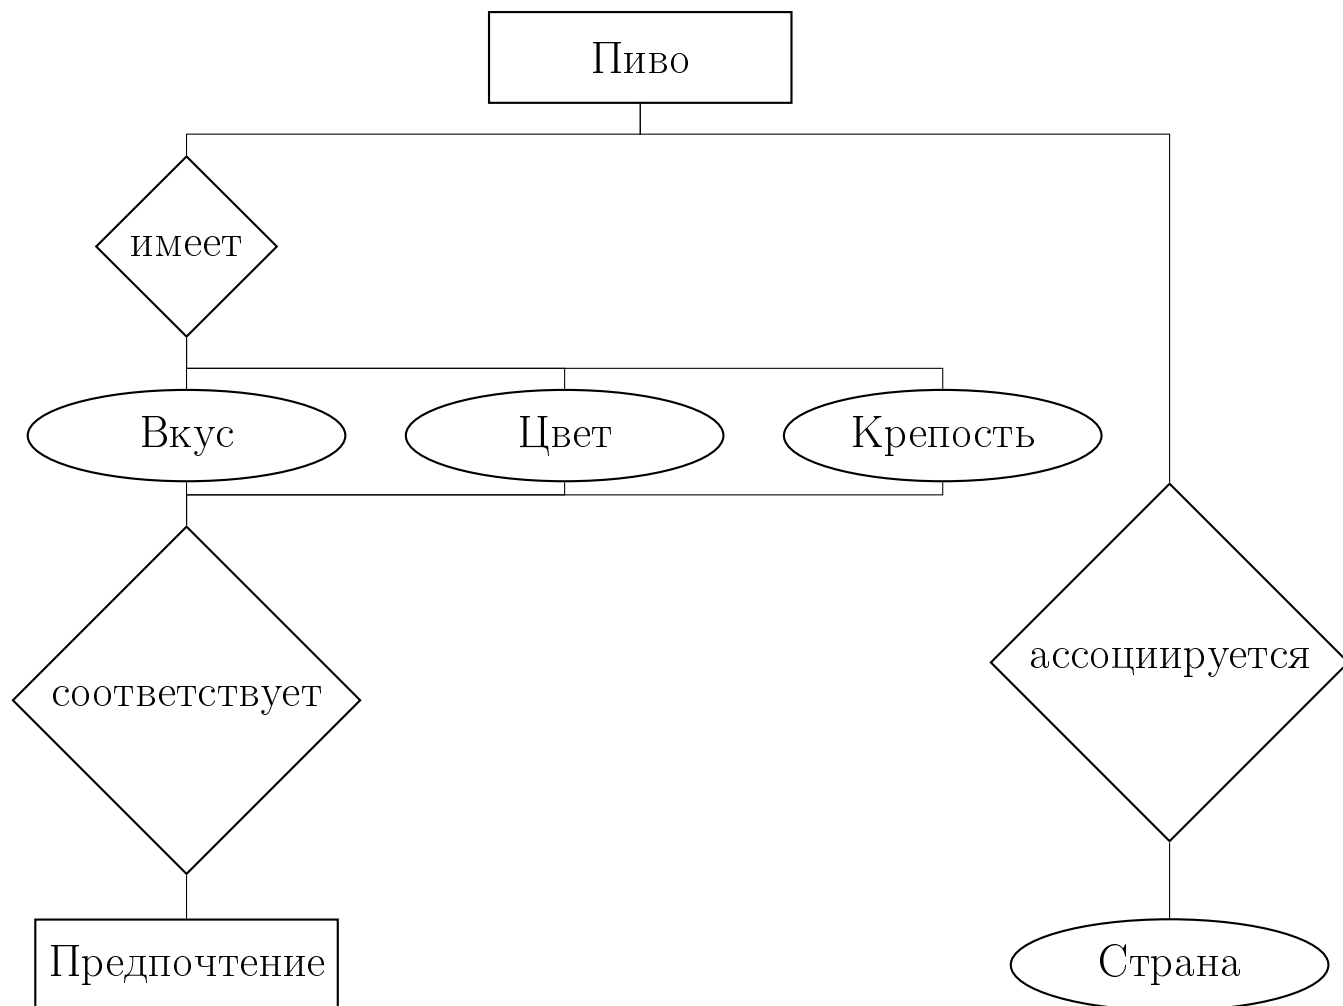 Пиво
имеет
Вкус
Цвет
Крепость
соответствует
ассоциируется
Предпочтение
Страна